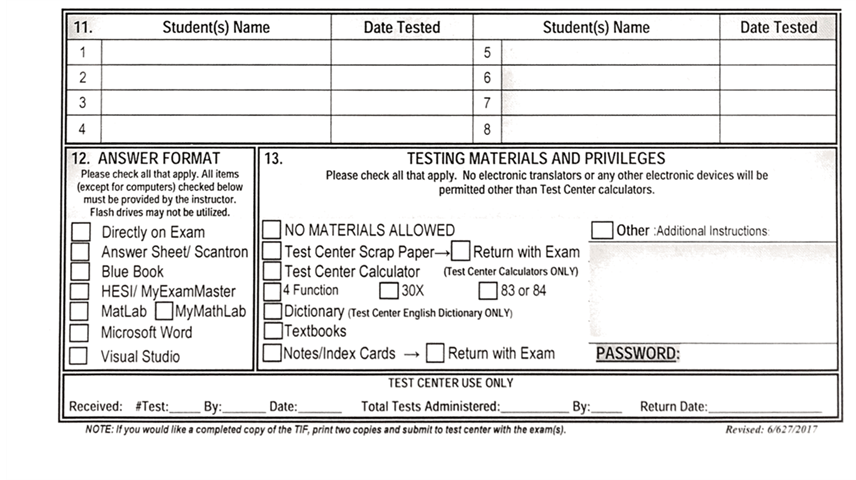 11. Student(s) Name Date Tested Student(s) Name Date Tested
1 5
2 6
3 7
4 8
12. ANSWER FORMAT
Please check all that apply. All items
(except for computers) checked below
must be provided by the instructor.
Flash drives may not be utilized.
Directly on Exam
Answer Sheet/ Scantron
Blue Book
HESI/ MyExamMaster
MatLab MyMathLab
Microsoft Word
Visual Studio
13. TESTING MATERIALS AND PRIVILEGES
Please check all that apply. No electronic translators or any other electronic devices will be
permitted other than Test Center calculators.
NO MATERIALS ALLOWED
Test Center Scrap Paper→ Return with Exam
Test Center Calculator (Test Center Calculators ONLY)
4 Function 30X 83 or 84
Dictionary (Test Center English Dictionary ONLY)
Textbooks
Notes/Index Cards → Return with Exam
Other :Additional Instructions:
PASSWORD:
TEST CENTER USE ONLY
Received: #Test:_____ By:_______ Date:_______ Total Tests Administered:___________ By:_____ Return Date:____________________
NOTE: If you would like a completed copy of the TIF, print two copies and submit to test center with the exam(s). Revised: 6/627/2017